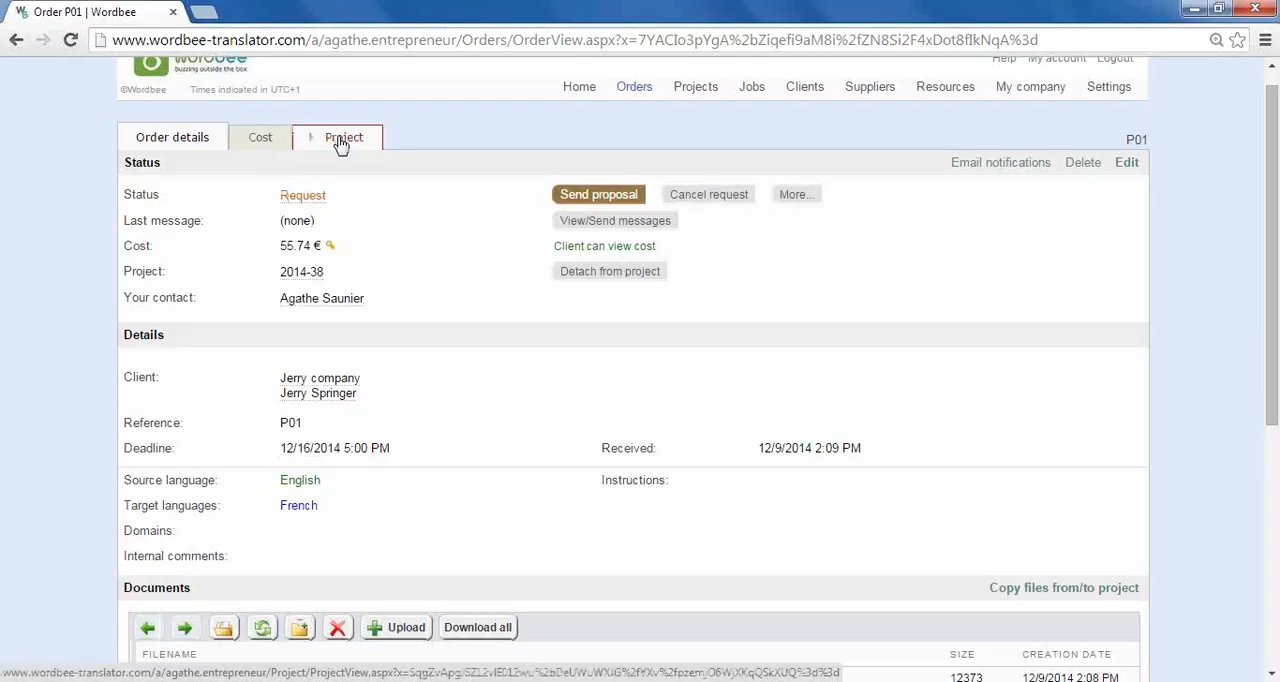 Order P01 | Wordbee
www.wordbee-translator.com/a/agathe.entrepreneur/Orders/OrderView.aspx?x=7YACIo3pYgA%2bZiqefi9aM8i%2fZN8Si2F4xDot8fIkNqA%3d
wordbee
buzzing outside the box
Help My account Logout
©Wordbee Times indicated in UTC+1
Home Orders Projects Jobs Clients Suppliers Resources My company Settings
Order details Cost Project P01
Status Email notifications Delete Edit
Status Request Send proposal Cancel request More...
Last message: (none) View/Send messages
Cost: 55.74 € Client can view cost
Project: 2014-38 Detach from project
Your contact: Agathe Saunier
Details
Client: Jerry company
Jerry Springer
Reference: P01
Deadline: 12/16/2014 5:00 PM Received: 12/9/2014 2:09 PM
Source language: English Instructions:
Target languages: French
Domains:
Internal comments:
Documents Copy files from/to project
Upload Download all
FILENAME SIZE CREATION DATE
12373 12/9/2014 2:08 PM